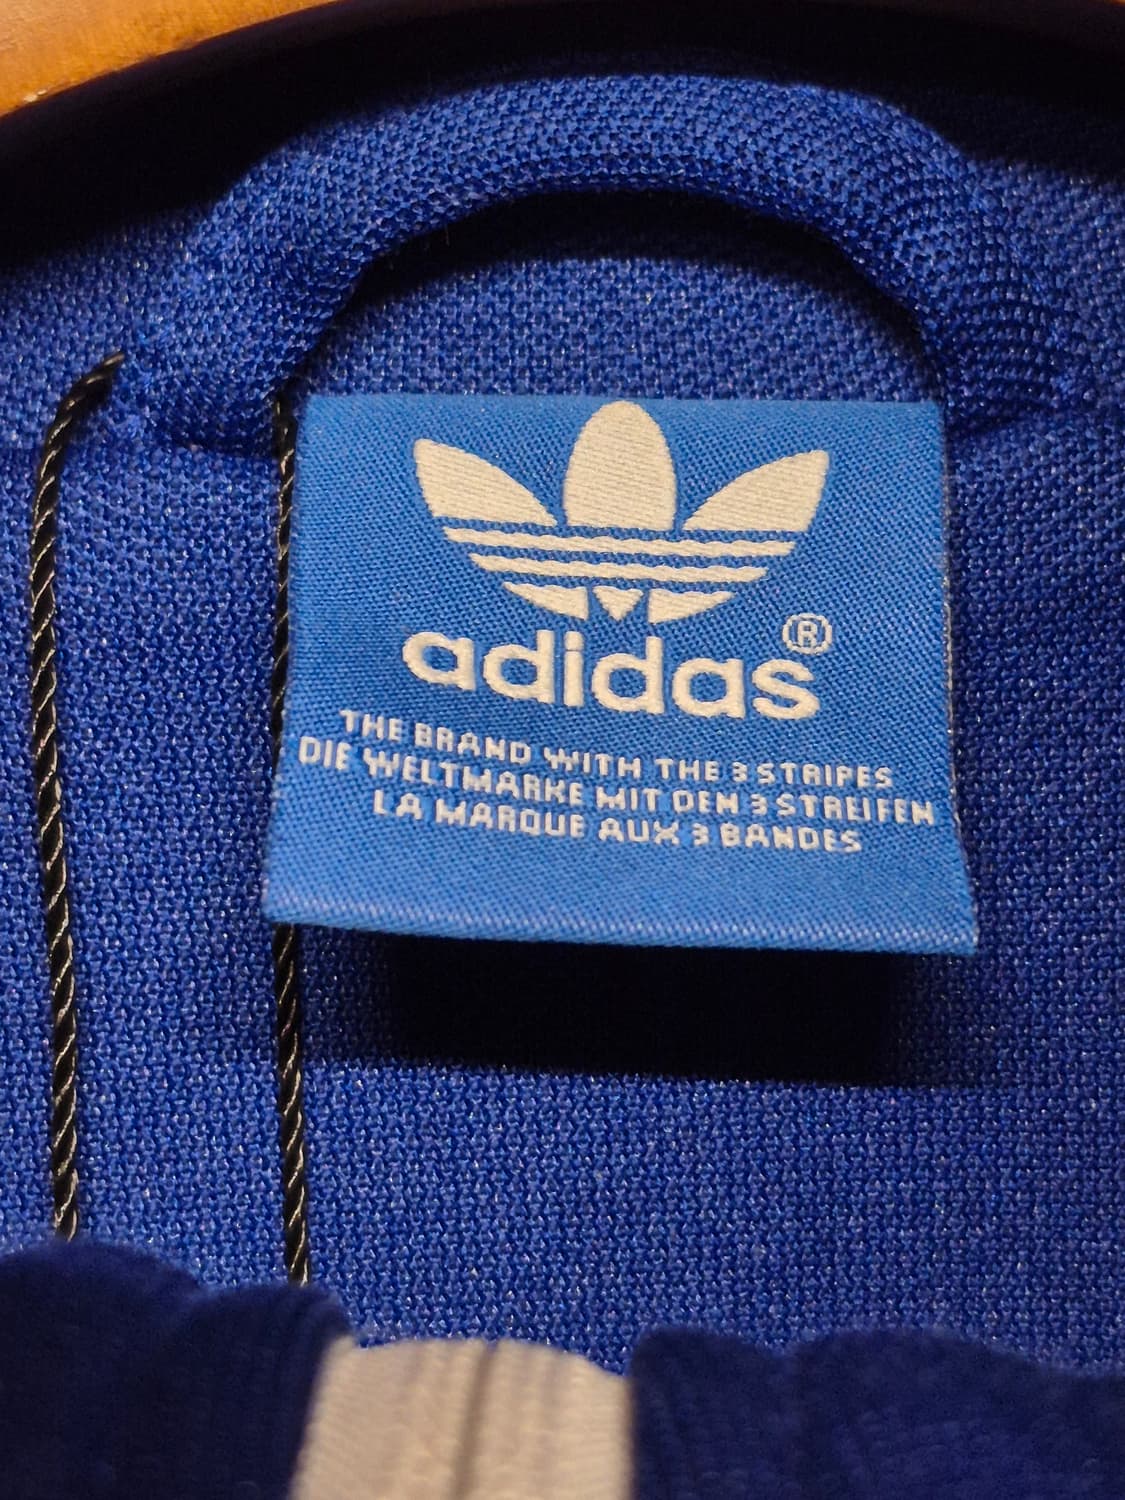 adidas®
THE BRAND WITH THE 3 STRIPES
DIE WELTMARKE MIT DEN 3 STREIFEN
LA MARQUE AUX 3 BANDES